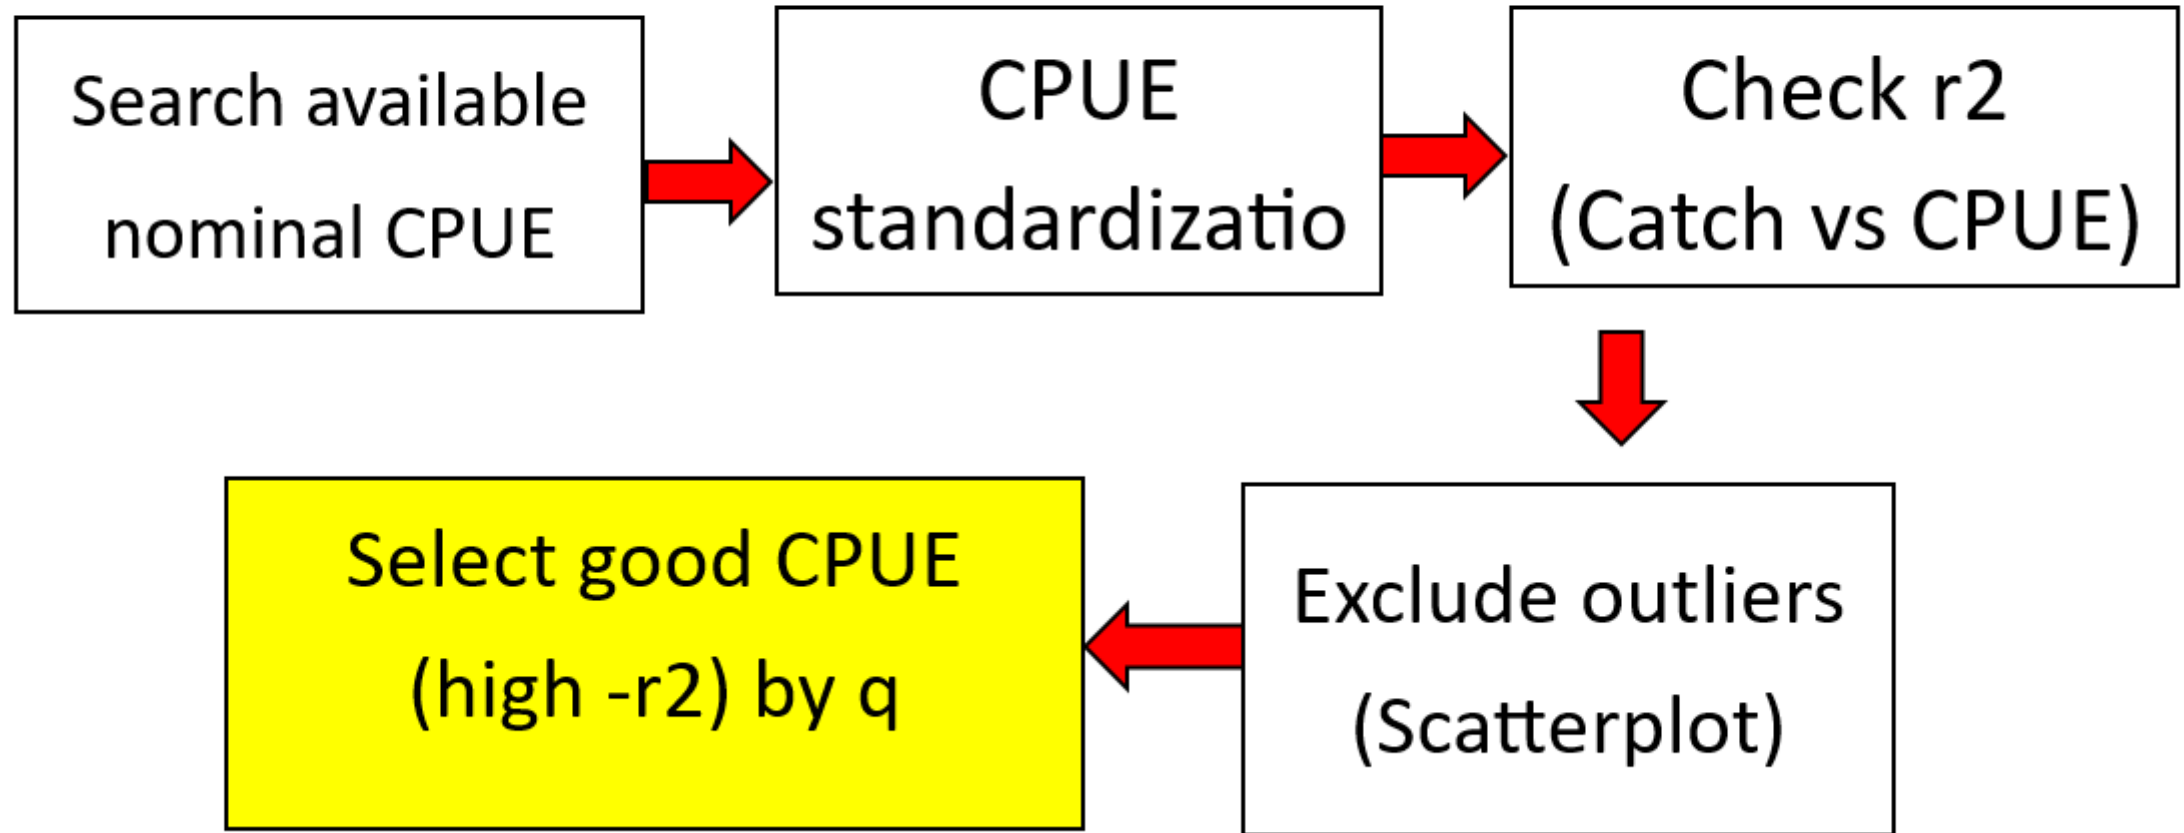 Search available
nominal CPUE
CPUE
standardizatio
Check r2
(Catch vs CPUE)
Exclude outliers
(Scatterplot)
Select good CPUE
(high -r2) by q